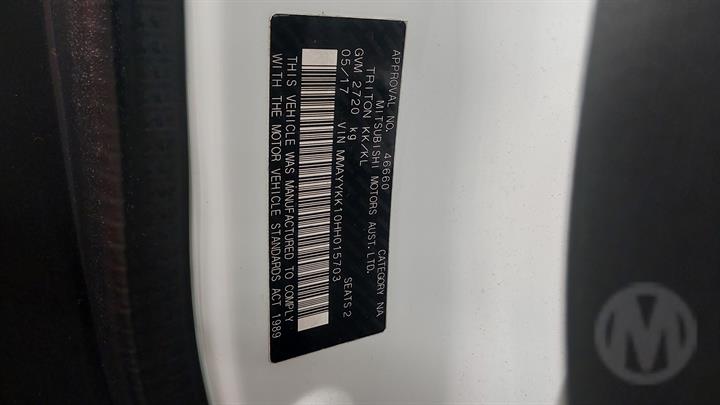 APPROVAL NO. 46660 CATEGORY NA
MITSUBISHI MOTORS AUST. LTD.
TRITON KK/KL
GVM 2720 kg SEATS 2
05/17 VIN MMAYYKK10HH015703
THIS VEHICLE WAS MANUFACTURED TO COMPLY
WITH THE MOTOR VEHICLE STANDARDS ACT 1989
M